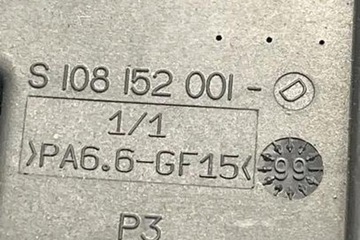 S 108 152 001 - D
1/1
>PA6.6-GF15<
99
P3